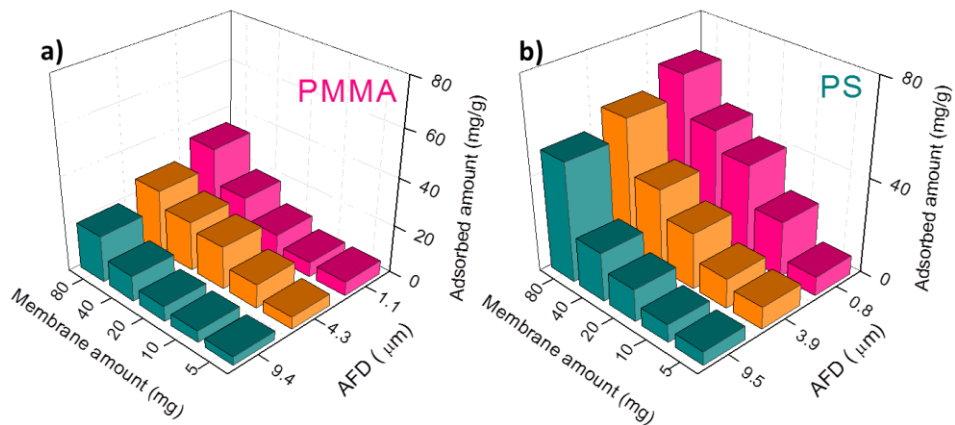 a)
PMMA
80
60
40
20
0
Adsorbed amount (mg/g)
80
40
20
10
5
Membrane amount (mg)
1.1
4.3
9.4
AFD ( μm)
b)
PS
80
40
0
Adsorbed amount (mg/g)
80
40
20
10
5
Membrane amount (mg)
0.8
3.9
9.5
AFD ( μm)